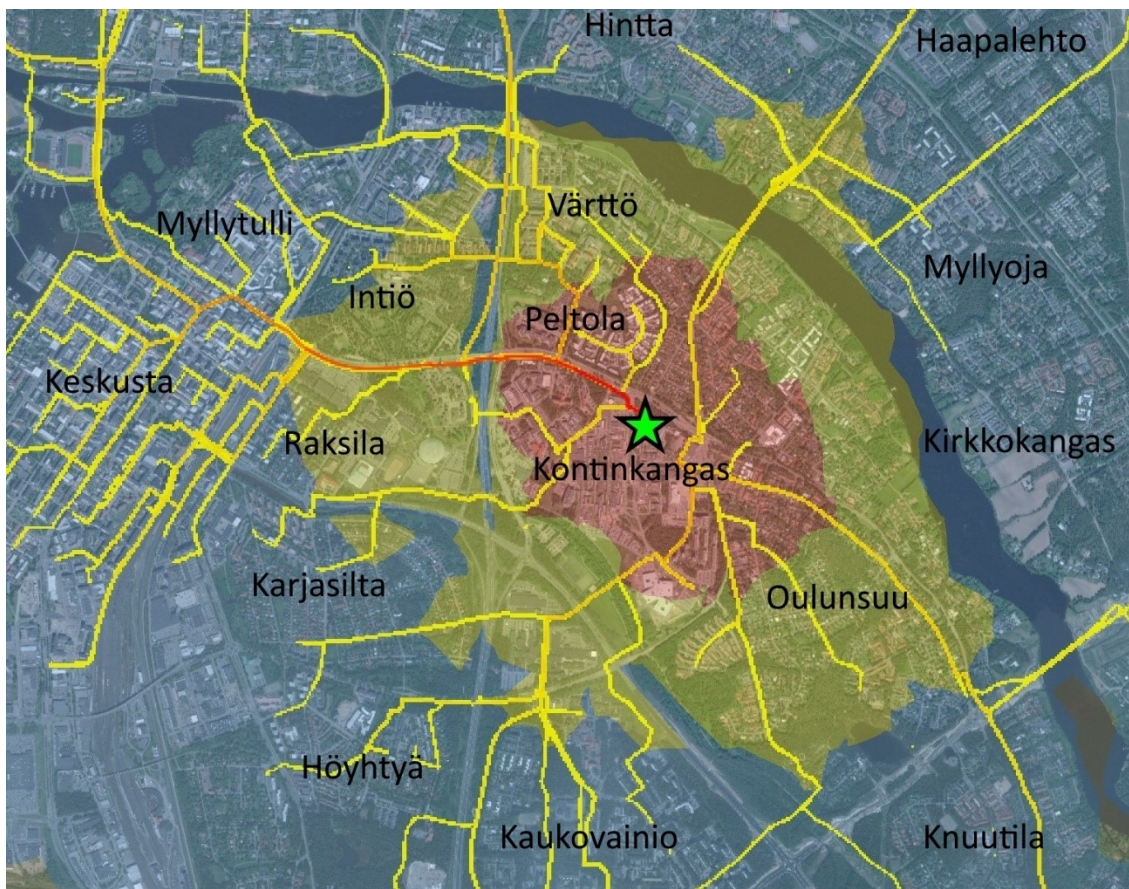 Hintta
Haapalehto
Myllytulli
Värttö
Intiö
Peltola
Myllyoja
Keskusta
Raksila
Kontinkangas
Kirkkokangas
Karjasilta
Oulunsuu
Höyhtyä
Kaukovainio
Knuutila